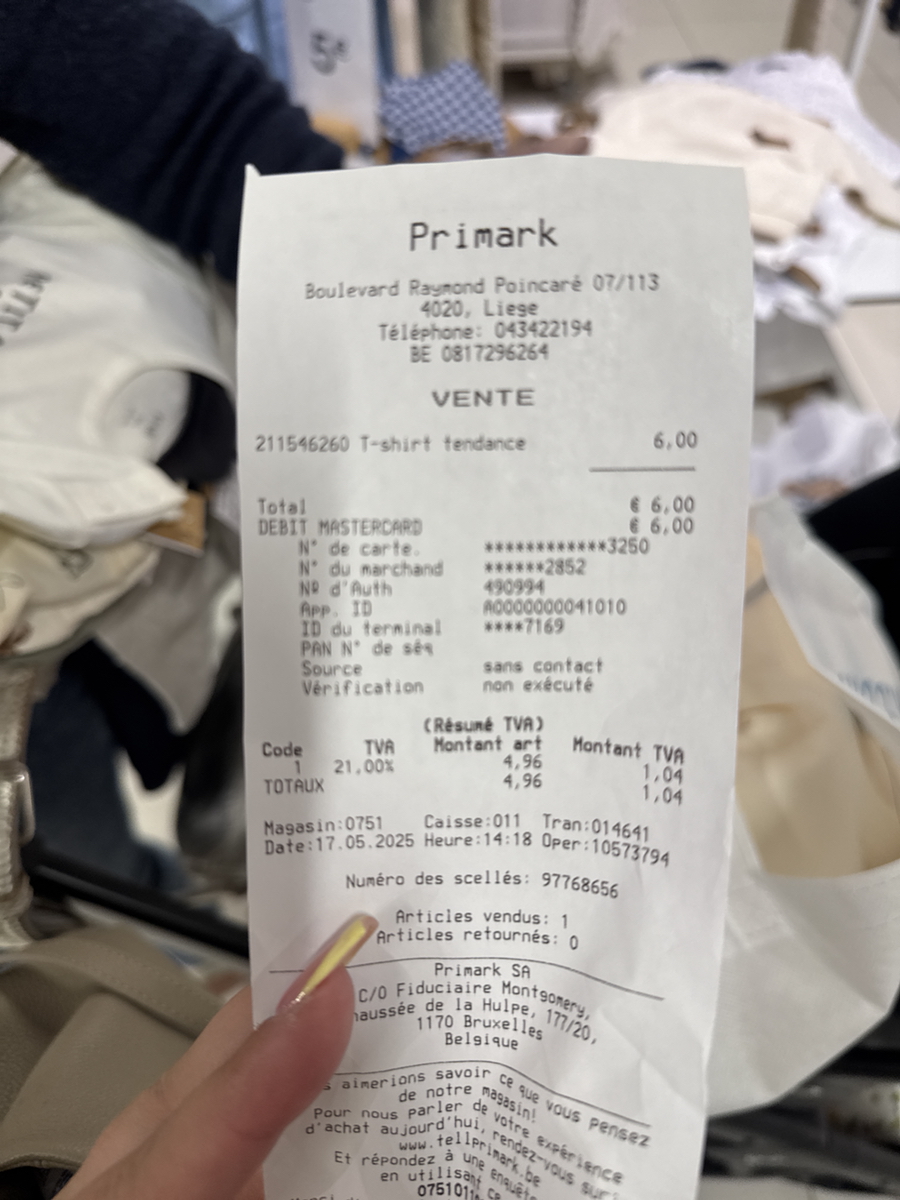 5€
Primark
Boulevard Raymond Poincaré 07/113
4020, Liege
Téléphone: 043422194
BE 0817296264
VENTE
211546260 T-shirt tendance 6,00
Total € 6,00
DEBIT MASTERCARD € 6,00
N° de carte. ************3250
N° du marchand ******2852
Nº d'Auth 490994
App. ID A0000000041010
ID du terminal ****7169
PAN N° de séq
Source sans contact
Vérification non exécuté
(Résumé TVA)
Code TVA Montant art Montant TVA
1 21,00% 4,96 1,04
TOTAUX 4,96 1,04
Magasin:0751 Caisse:011 Tran:014641
Date:17.05.2025 Heure:14:18 Oper:10573794
Numéro des scellés: 97768656
Articles vendus: 1
Articles retournés: 0
Primark SA
C/O Fiduciaire Montgomery,
haussée de la Hulpe, 177/20,
1170 Bruxelles
Belgique
s aimerions savoir ce que vous pensez
de notre magasin!
Pour nous parler de votre expérience
d'achat aujourd'hui, rendez-vous sur:
www.tellprimark.be
Et répondez à une enquête
en utilisant ce
075101